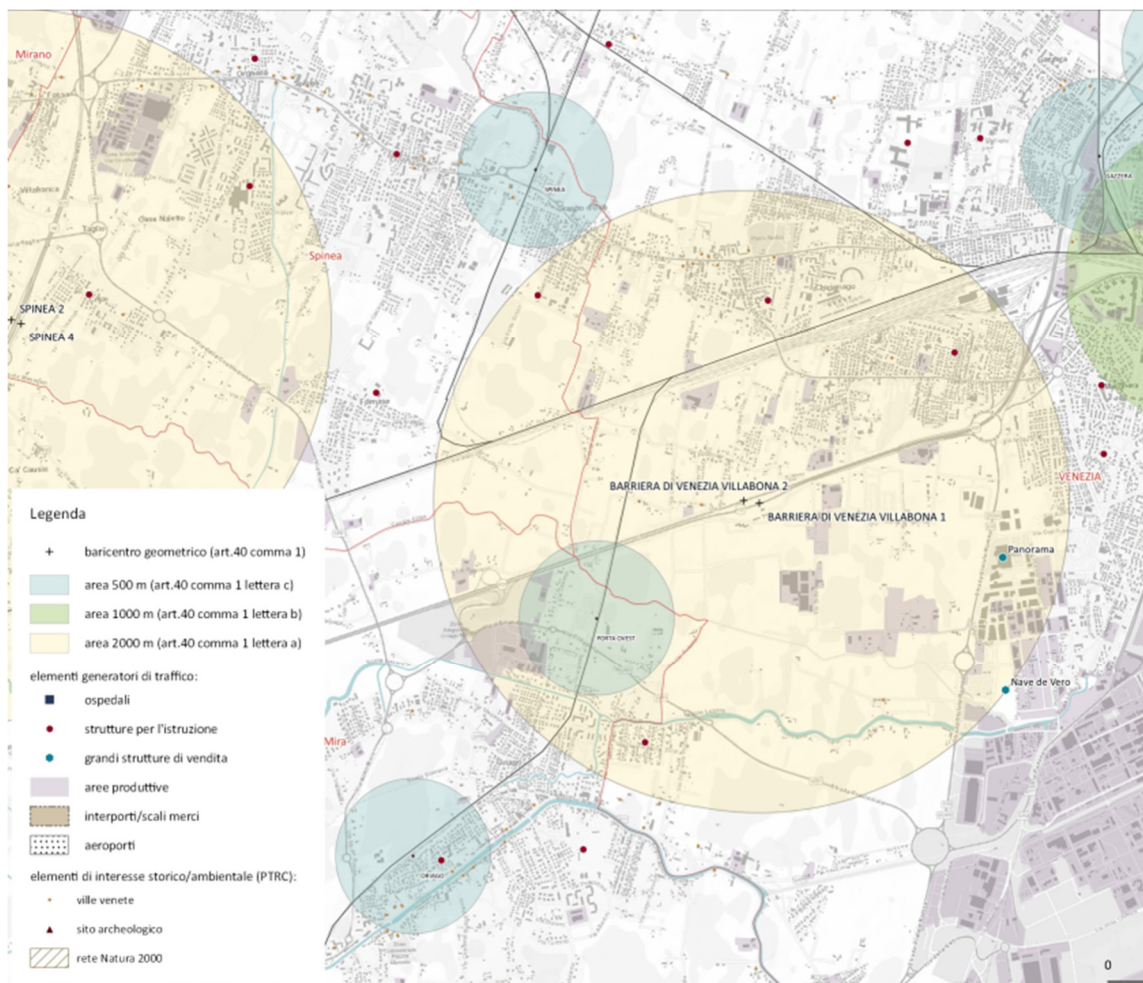 Mirano
Spinea
SPINEA
GAZZERA
Villafranca
SPINEA 2
SPINEA 4
BARRIERA DI VENEZIA VILLABONA 2
BARRIERA DI VENEZIA VILLABONA 1
VENEZIA
Panorama
PORTA OVEST
Nave de Vero
Mira
ORIAGO
Legenda
baricentro geometrico (art.40 comma 1)
area 500 m (art.40 comma 1 lettera c)
area 1000 m (art.40 comma 1 lettera b)
area 2000 m (art.40 comma 1 lettera a)
elementi generatori di traffico:
ospedali
strutture per l'istruzione
grandi strutture di vendita
aree produttive
interporti/scali merci
aeroporti
elementi di interesse storico/ambientale (PTRC):
ville venete
sito archeologico
rete Natura 2000
0